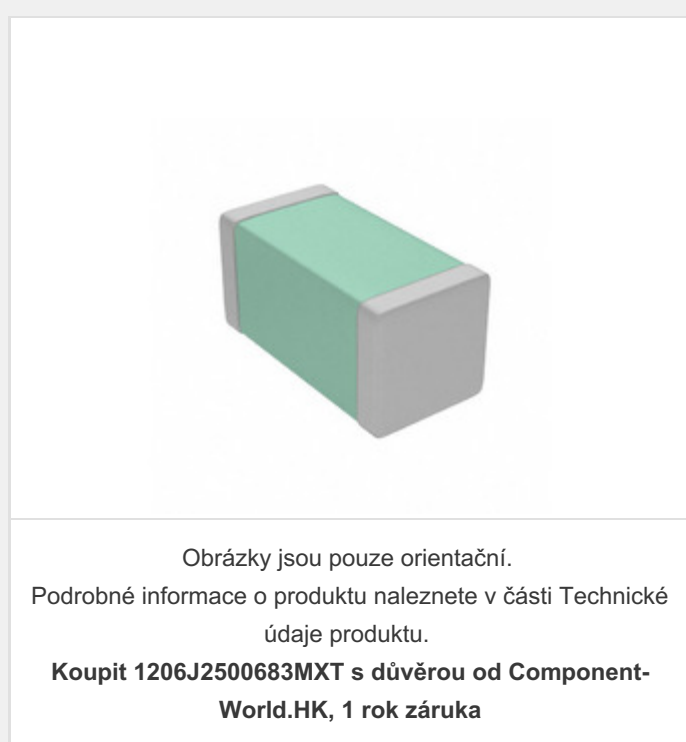 Obrázky jsou pouze orientační.
Podrobné informace o produktu naleznete v části Technické
údaje produktu.
Koupit 1206J2500683MXT s důvěrou od Component-
World.HK, 1 rok záruka